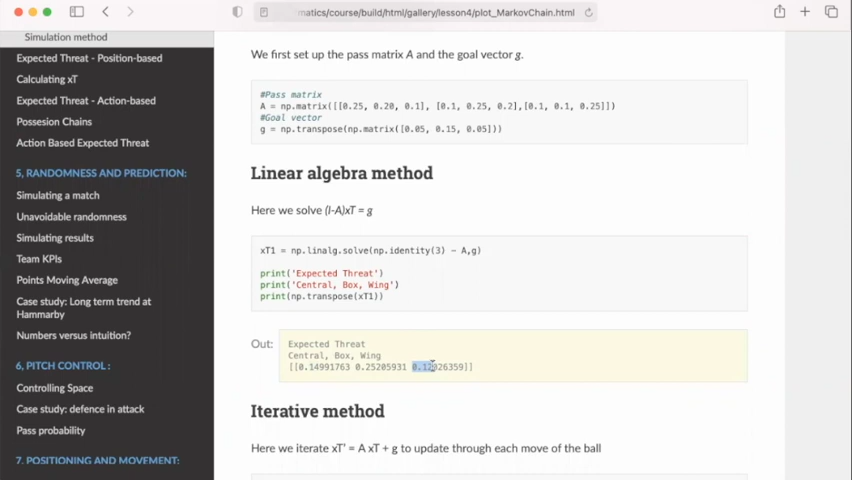 matics/course/build/html/gallery/lesson4/plot_MarkovChain.html
Simulation method
Expected Threat - Position-based
Calculating xT
Expected Threat - Action-based
Possesion Chains
Action Based Expected Threat
5, RANDOMNESS AND PREDICTION:
Simulating a match
Unavoidable randomness
Simulating results
Team KPIs
Points Moving Average
Case study: Long term trend at
Hammarby
Numbers versus intuition?
6, PITCH CONTROL:
Controlling Space
Case study: defence in attack
Pass probability
7. POSITIONING AND MOVEMENT:
We first set up the pass matrix A and the goal vector g.
#Pass matrix
A = np.matrix([[0.25, 0.20, 0.1], [0.1, 0.25, 0.2],[0.1, 0.1, 0.25]])
#Goal vector
g = np.transpose(np.matrix([0.05, 0.15, 0.05]))
Linear algebra method
Here we solve (I-A)xT = g
xT1 = np.linalg.solve(np.identity(3) - A,g)
print('Expected Threat')
print('Central, Box, Wing')
print(np.transpose(xT1))
Out:
Expected Threat
Central, Box, Wing
[[0.14991763 0.25205931 0.12026359]]
Iterative method
Here we iterate xT' = A xT + g to update through each move of the ball